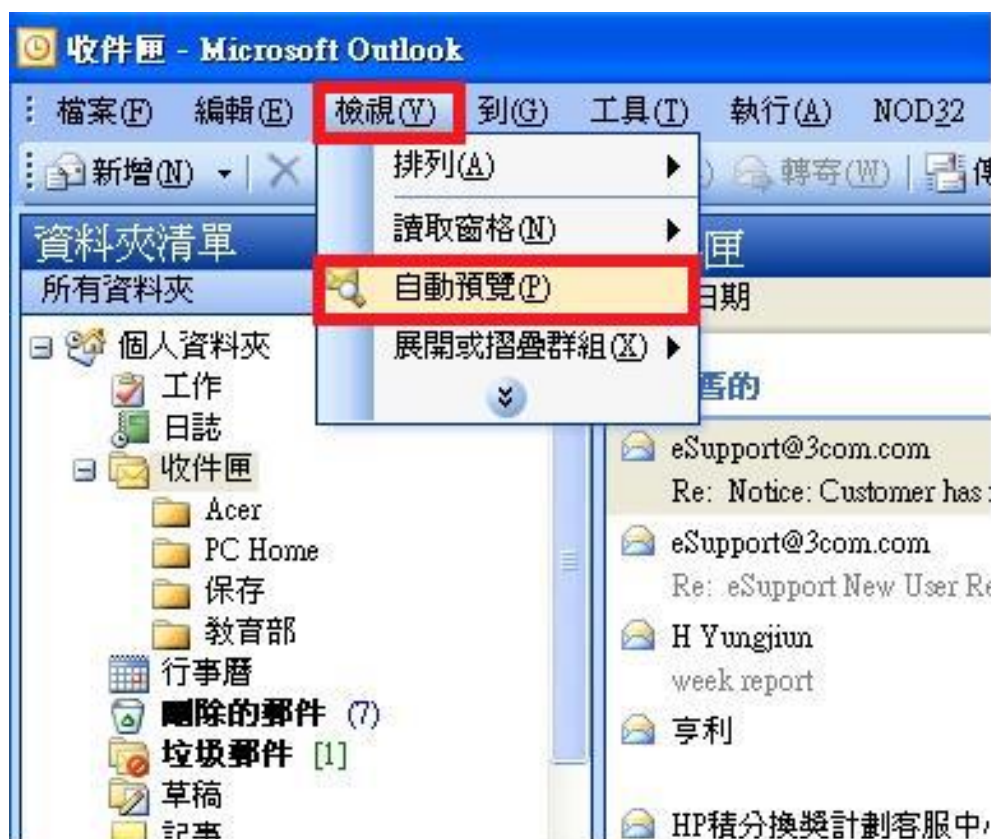 收件匣 - Microsoft Outlook
檔案(F) 編輯(E) 檢視(V) 到(G) 工具(T) 執行(A) NOD32
新增(N) 轉寄(W)
排列(A)
讀取窗格(N)
自動預覽(P)
展開或摺疊群組(X)
資料夾清單
所有資料夾
個人資料夾
工作
日誌
收件匣
Acer
PC Home
保存
教育部
行事曆
刪除的郵件 (7)
垃圾郵件 [1]
草稿
記事
匣
日期
舊的
eSupport@3com.com
Re: Notice: Customer has
eSupport@3com.com
Re: eSupport New User Re
H Yungjiun
week report
亨利
HP積分換獎計劃客服中